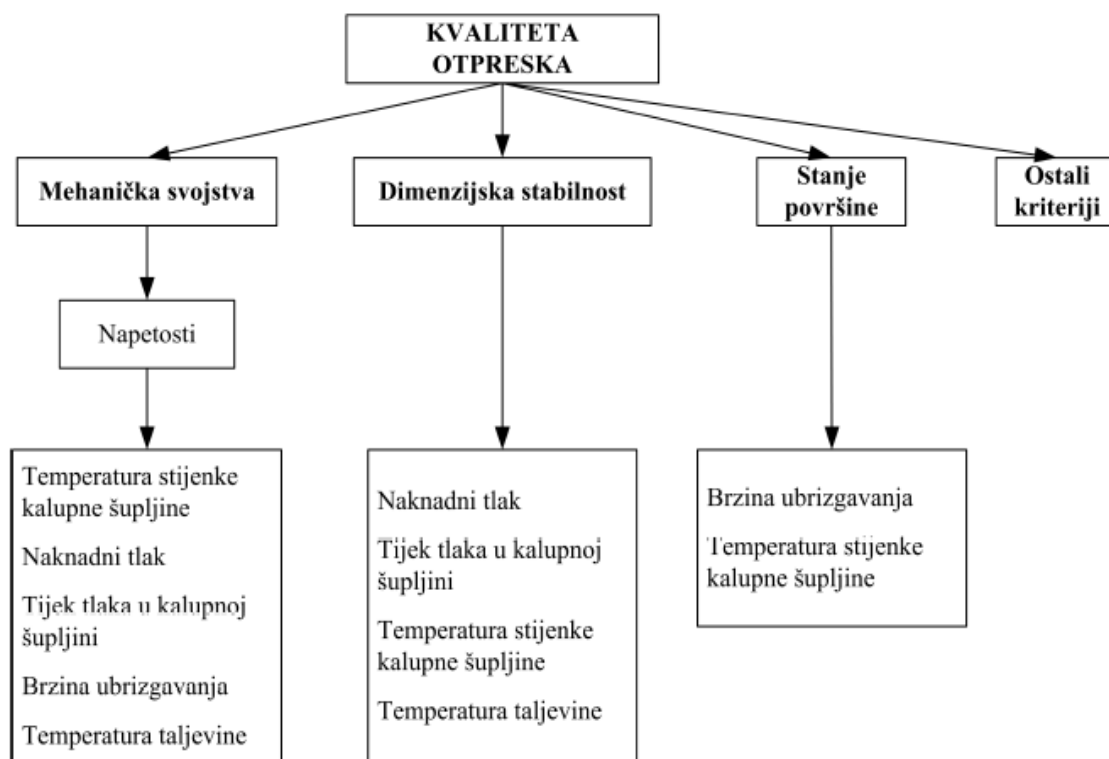 KVALITETA
OTPRESKA
Mehanička svojstva
Dimenzijska stabilnost
Stanje
površine
Ostali
kriteriji
Napetosti
Temperatura stijenke
kalupne šupljine
Naknadni tlak
Tijek tlaka u kalupnoj
šupljini
Brzina ubrizgavanja
Temperatura taljevine
Naknadni tlak
Tijek tlaka u kalupnoj
šupljini
Temperatura stijenke
kalupne šupljine
Temperatura taljevine
Brzina ubrizgavanja
Temperatura stijenke
kalupne šupljine